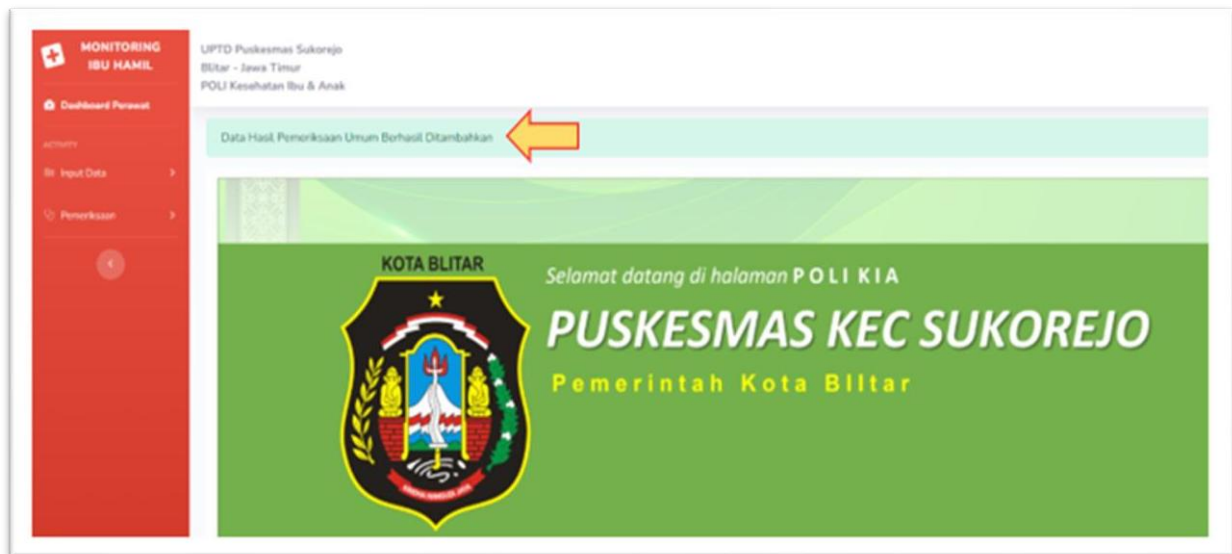 MONITORING
IBU HAMIL
Dashboard Perawat
ACTIVITY
Input Data
Pemeriksaan
UPTD Puskesmas Sukorejo
Blitar - Jawa Timur
POLI Kesehatan Ibu & Anak
Data Hasil Pemeriksaan Umum Berhasil Ditambahkan
KOTA BLITAR
Selamat datang di halaman POLI KIA
PUSKESMAS KEC SUKOREJO
Pemerintah Kota BlItar